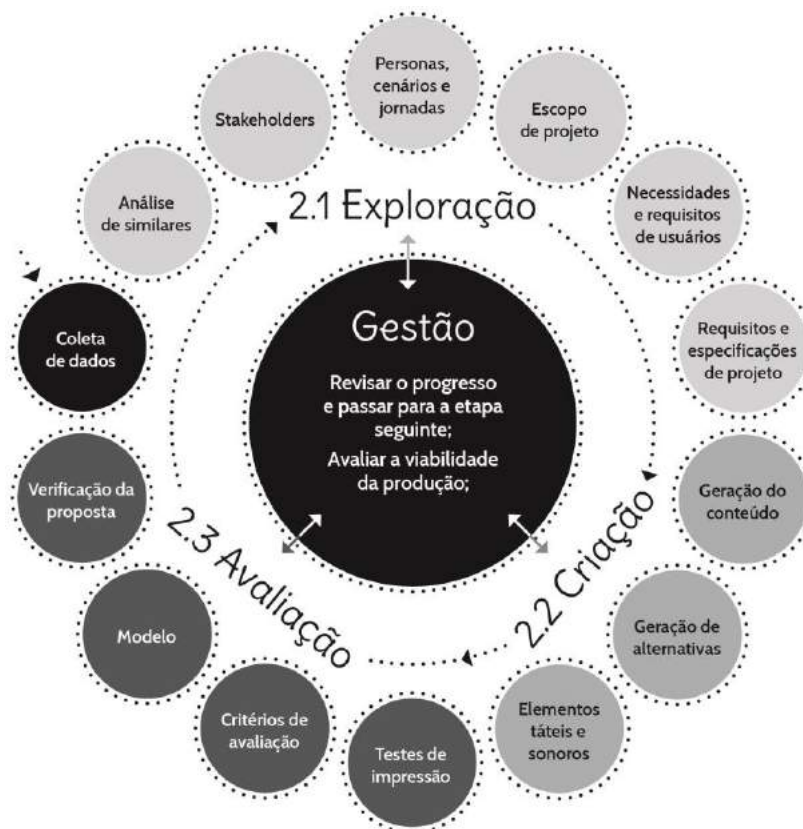 Personas,
cenários e
jornadas
Stakeholders
Escopo
de projeto
Análise
de similares
Necessidades
e requisitos
de usuários
2.1 Exploração
Coleta
de dados
Gestão
Revisar o progresso
e passar para a etapa
seguinte;
Avaliar a viabilidade
da produção;
Requisitos e
especificações
de projeto
Verificação da
proposta
Geração do
conteúdo
2.3 Avaliação
2.2 Criação
Modelo
Geração de
alternativas
Critérios de
avaliação
Testes de
impressão
Elementos
táteis e
sonoros